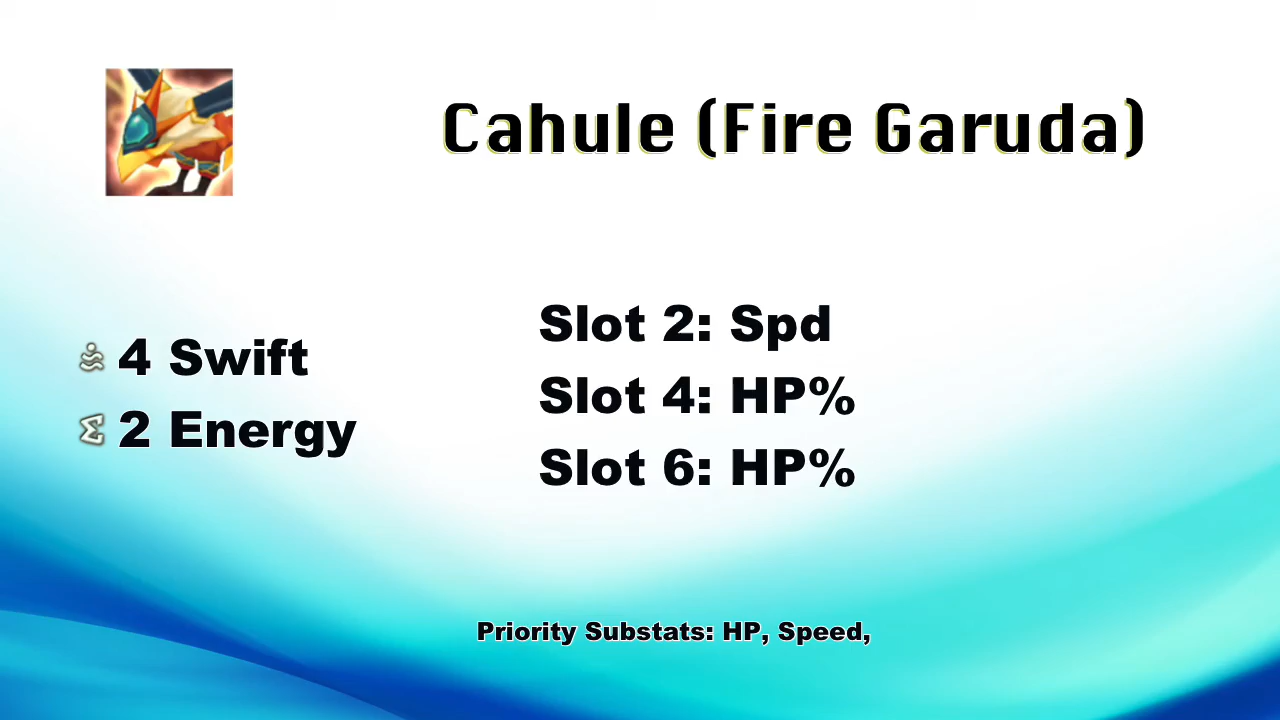 Cahule (Fire Garuda)
4 Swift
2 Energy
Slot 2: Spd
Slot 4: HP%
Slot 6: HP%
Priority Substats: HP, Speed,